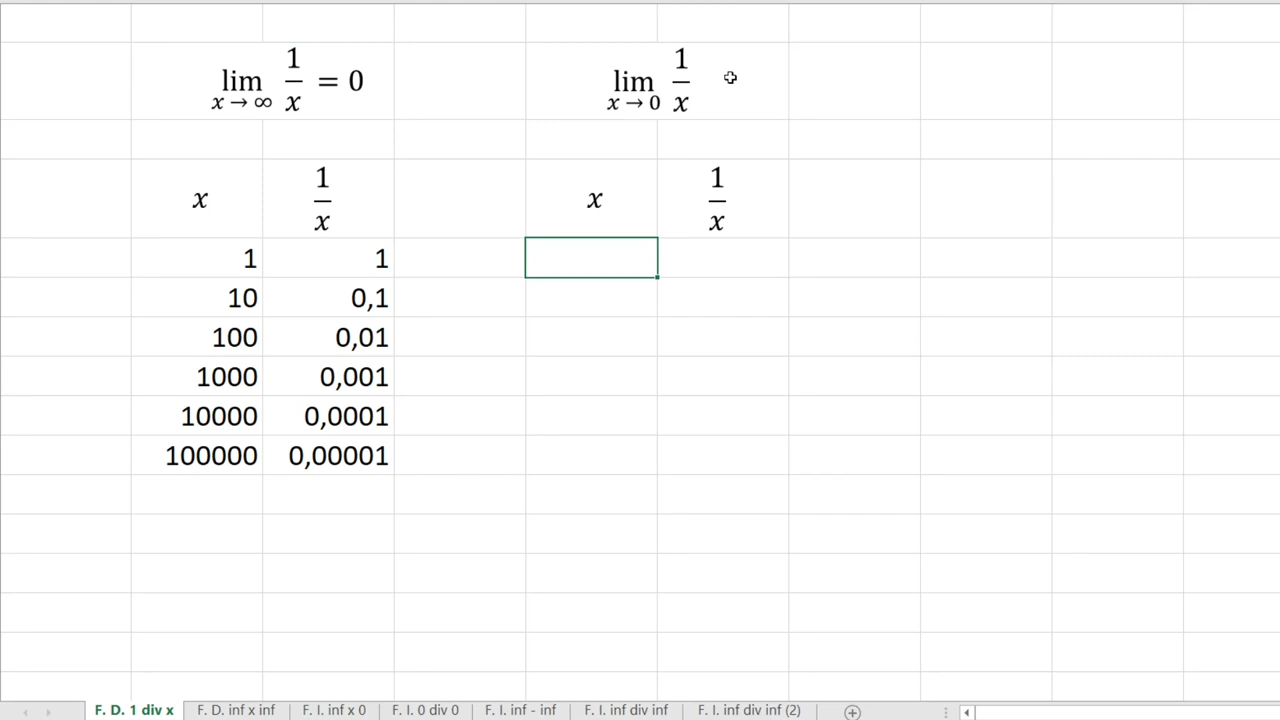 lim x→∞ 1/x = 0
lim x→0 1/x
x 1/x
x 1/x
1 1
10 0,1
100 0,01
1000 0,001
10000 0,0001
100000 0,00001
F. D. 1 div x F. D. inf x inf F. I. inf x 0 F. I. 0 div 0 F. I. inf - inf F. I. inf div inf F. I. inf div inf (2)